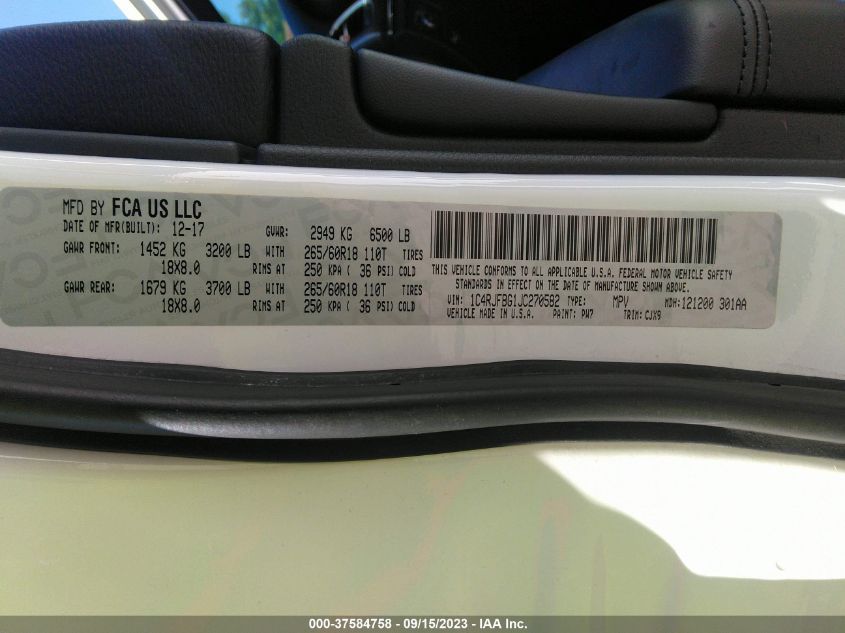 MFD BY FCA US LLC
DATE OF MFR(BUILT): 12-17 GVWR: 2949 KG 6500 LB
GAWR FRONT: 1452 KG 3200 LB WITH 265/60R18 110T TIRES
18X8.0 RIMS AT 250 KPA ( 36 PSI) COLD
GAWR REAR: 1679 KG 3700 LB WITH 265/60R18 110T TIRES
18X8.0 RIMS AT 250 KPA ( 36 PSI) COLD
THIS VEHICLE CONFORMS TO ALL APPLICABLE U.S.A. FEDERAL MOTOR VEHICLE SAFETY
STANDARDS IN EFFECT ON THE DATE OF MANUFACTURE SHOWN ABOVE.
VIN: 1C4RJFBG1JC270562 TYPE: MPV MDH: 121200 301AA
VEHICLE MADE IN U.S.A. PAINT: PW7 TRIM: CJX9
000-37584758 - 09/15/2023 - IAA Inc.